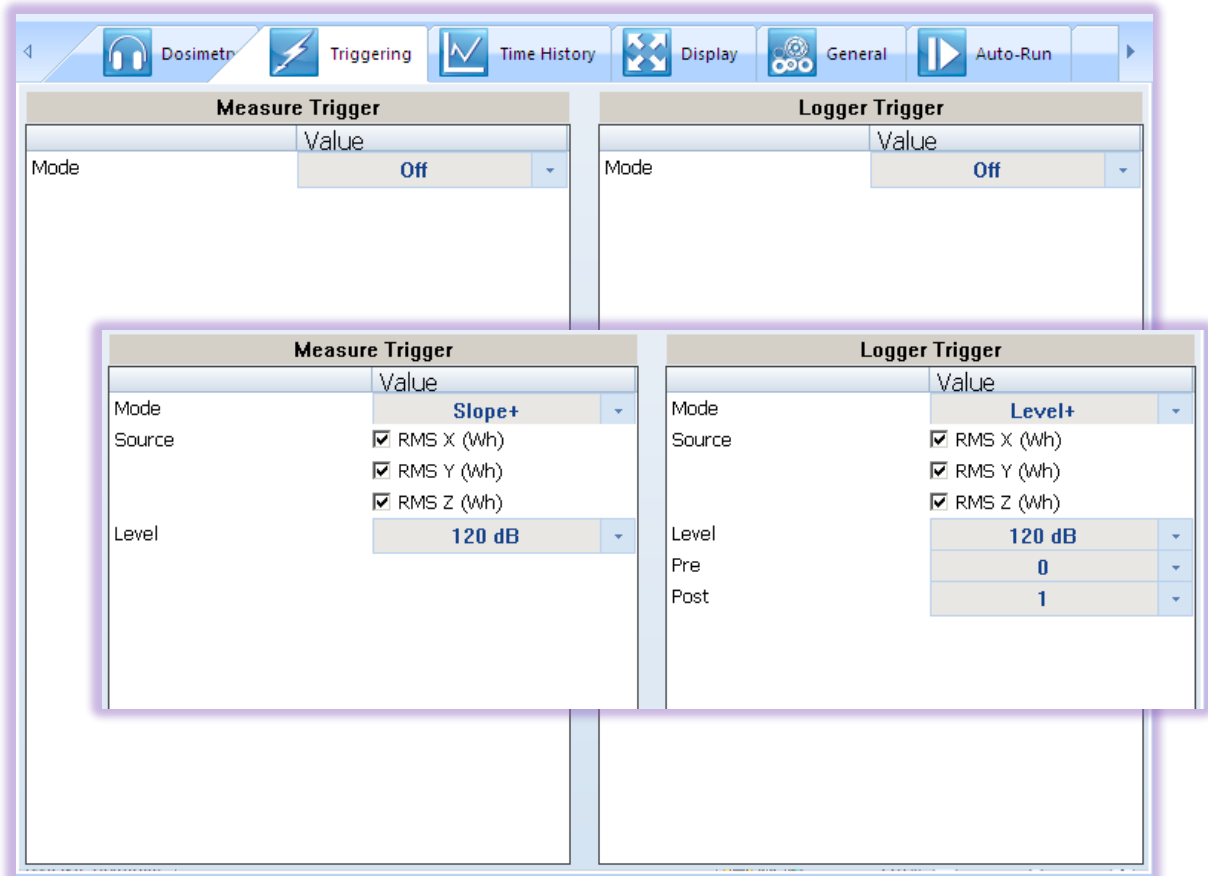 Dosimetr Triggering Time History Display General Auto-Run
Measure Trigger
Value
Mode Off
Logger Trigger
Value
Mode Off
Measure Trigger
Value
Mode Slope+
Source RMS X (Wh)
RMS Y (Wh)
RMS Z (Wh)
Level 120 dB
Logger Trigger
Value
Mode Level+
Source RMS X (Wh)
RMS Y (Wh)
RMS Z (Wh)
Level 120 dB
Pre 0
Post 1